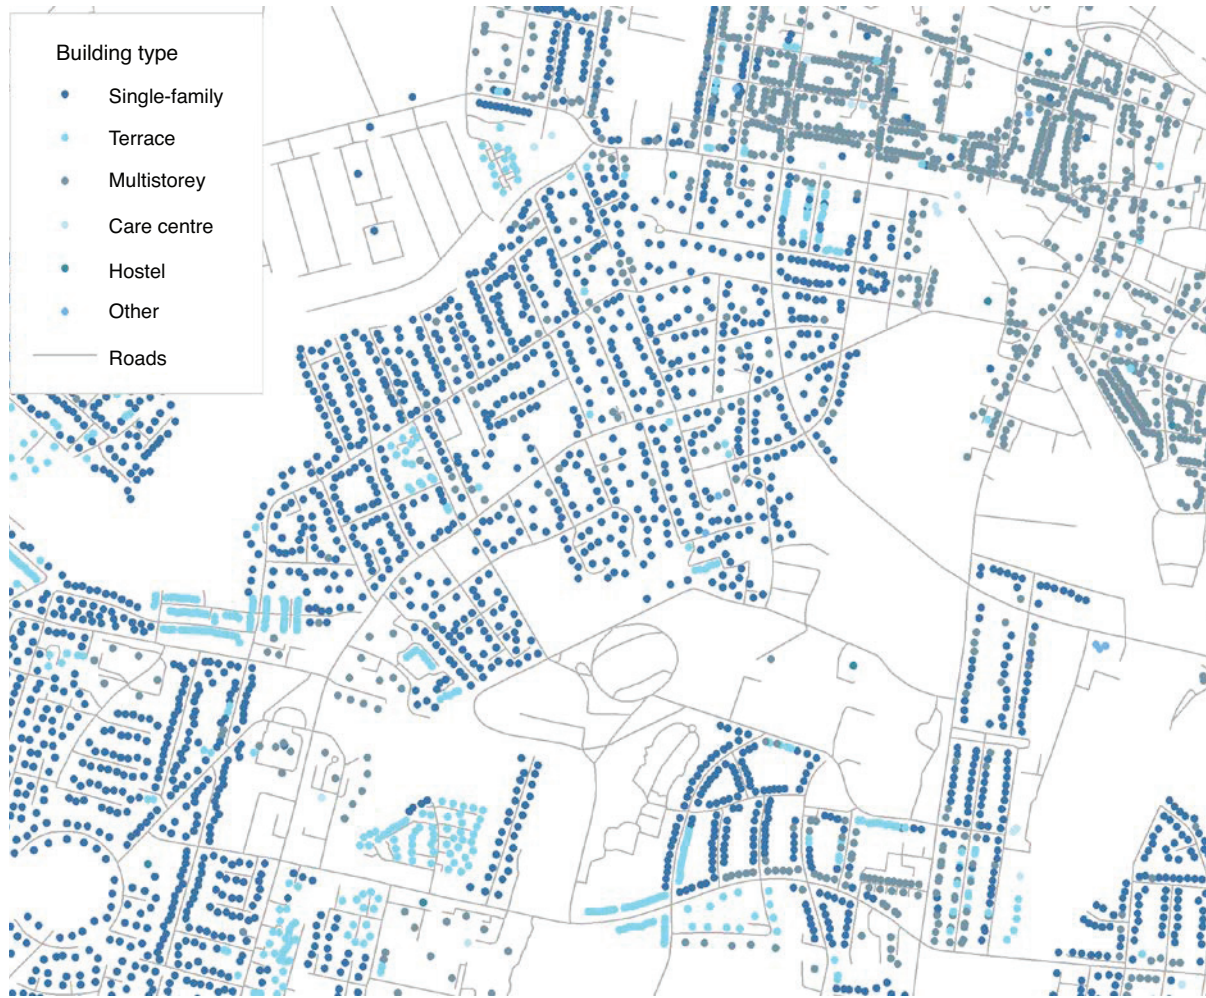 Building type
Single-family
Terrace
Multistorey
Care centre
Hostel
Other
Roads